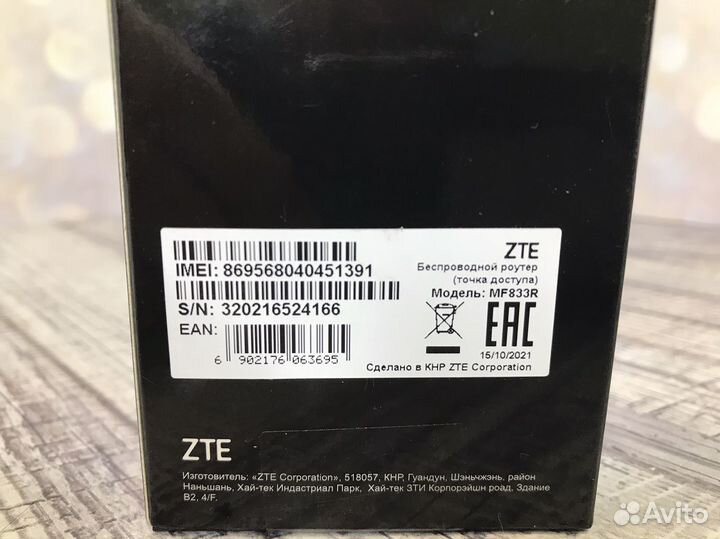 ZTE
Беспроводной роутер
(точка доступа)
Модель: MF833R
IMEI: 869568040451391
S/N: 320216524166
EAN:
6 902176 063695
EAC
15/10/2021
Сделано в КНР ZTE Corporation
ZTE
Изготовитель: «ZTE Corporation», 518057, КНР, Гуандун, Шэньчжэнь, район
Наньшань, Хай-тек Индастриал Парк, Хай-тек ЗТИ Корпорэйшн роад, Здание
B2, 4/F.
Avito